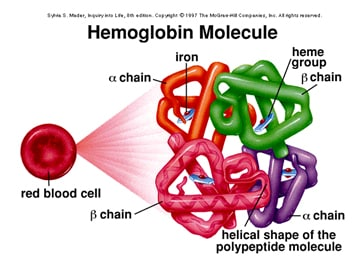 Sylvia S. Mader, Inquiry into Life, 8th edition. Copyright © 1997 The McGraw-Hill Companies, Inc. All rights reserved.
Hemoglobin Molecule
iron
heme
group
α chain
β chain
red blood cell
β chain
α chain
helical shape of the
polypeptide molecule